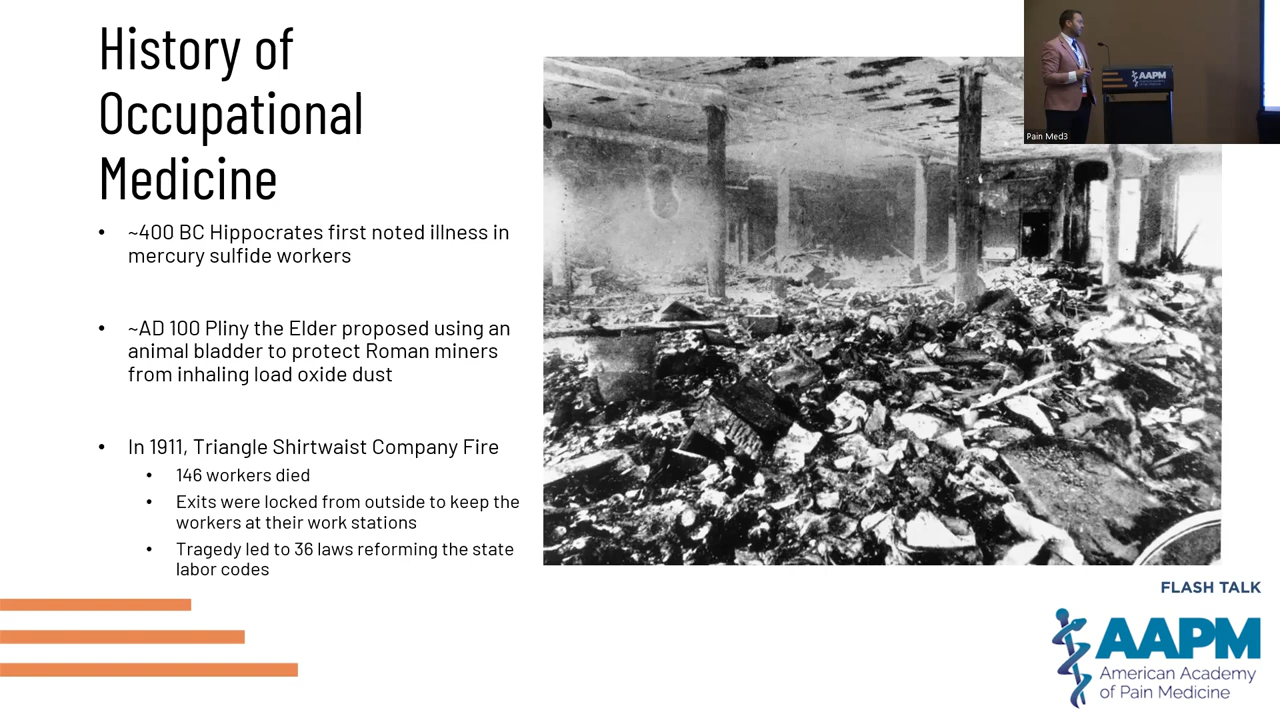 History of
Occupational
Medicine
• ~400 BC Hippocrates first noted illness in
mercury sulfide workers
• ~AD 100 Pliny the Elder proposed using an
animal bladder to protect Roman miners
from inhaling load oxide dust
• In 1911, Triangle Shirtwaist Company Fire
• 146 workers died
• Exits were locked from outside to keep the
workers at their work stations
• Tragedy led to 36 laws reforming the state
labor codes
AAPM
Pain Med3
FLASH TALK
AAPM
American Academy
of Pain Medicine